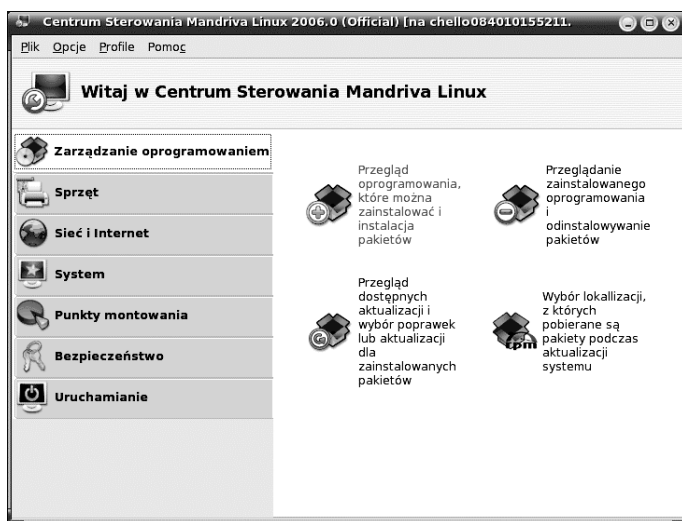 Centrum Sterowania Mandriva Linux 2006.0 (Official) [na chello084010155211.
Plik Opcje Profile Pomoc
Witaj w Centrum Sterowania Mandriva Linux
Zarządzanie oprogramowaniem
Sprzęt
Sieć i Internet
System
Punkty montowania
Bezpieczeństwo
Uruchamianie
Przegląd
oprogramowania,
które można
zainstalować i
instalacja
pakietów
Przeglądanie
zainstalowanego
oprogramowania
i
odinstalowywanie
pakietów
Przegląd
dostępnych
aktualizacji i
wybór poprawek
lub aktualizacji
dla
zainstalowanych
pakietów
Wybór lokallizacji,
z których
pobierane są
pakiety podczas
aktualizacji
systemu
rpm